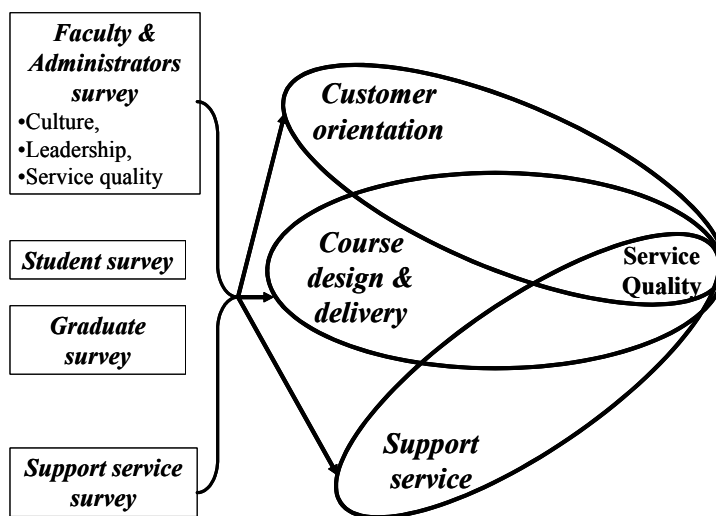 Faculty &
Administrators
survey
•Culture,
•Leadership,
•Service quality
Student survey
Graduate
survey
Support service
survey
Customer
orientation
Course
design &
delivery
Support
service
Service
Quality